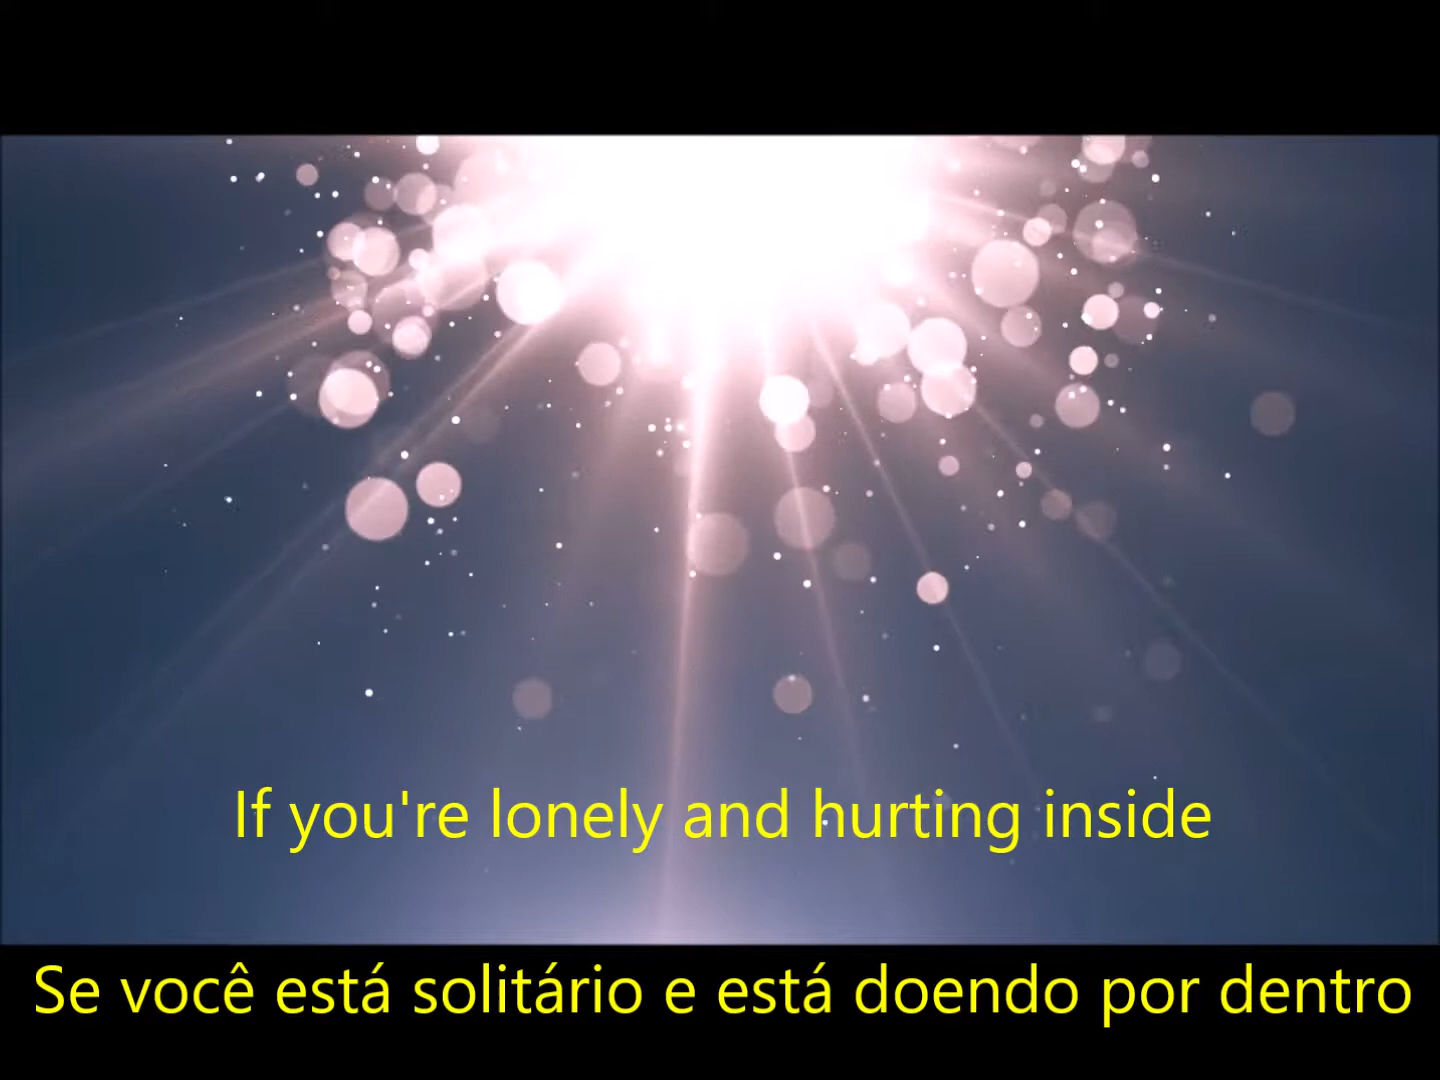 If you're lonely and hurting inside
Se você está solitário e está doendo por dentro